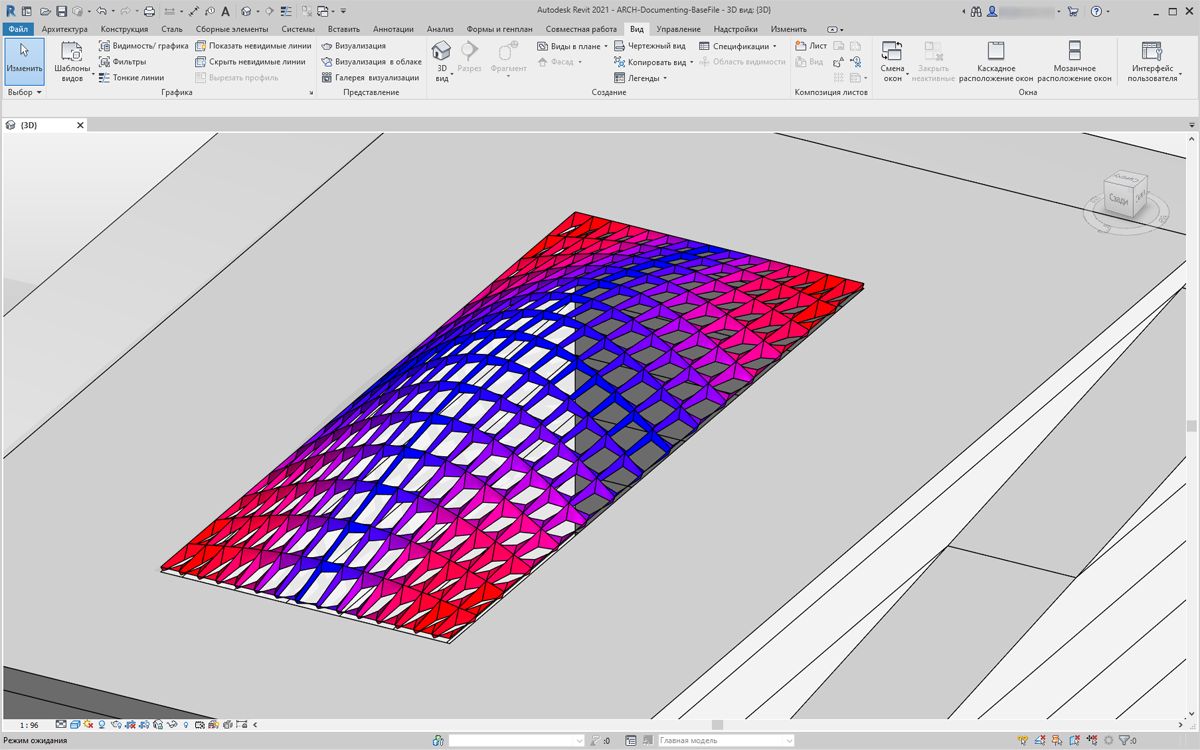 Autodesk Revit 2021 - ARCH-Documenting-BaseFile - 3D вид: {3D}
Файл Архитектура Конструкция Сталь Сборные элементы Системы Вставить Аннотации Анализ Формы и генплан Совместная работа Вид Управление Надстройки Изменить
Изменить
Шаблоны видов
Видимость/ графика
Фильтры
Тонкие линии
Показать невидимые линии
Скрыть невидимые линии
Вырезать профиль
Визуализация
Визуализация в облаке
Галерея визуализации
3D вид
Разрез
Фрагмент
Виды в плане
Фасад
Чертежный вид
Копировать вид
Легенды
Спецификации
Область видимости
Лист
Вид
Смена окон
Закрыть неактивные
Каскадное расположение окон
Мозаичное расположение окон
Интерфейс пользователя
Выбор Графика Представление Создание Композиция листов Окна
{3D}
Сзади
1 : 96
Режим ожидания
:0
Главная модель
:0